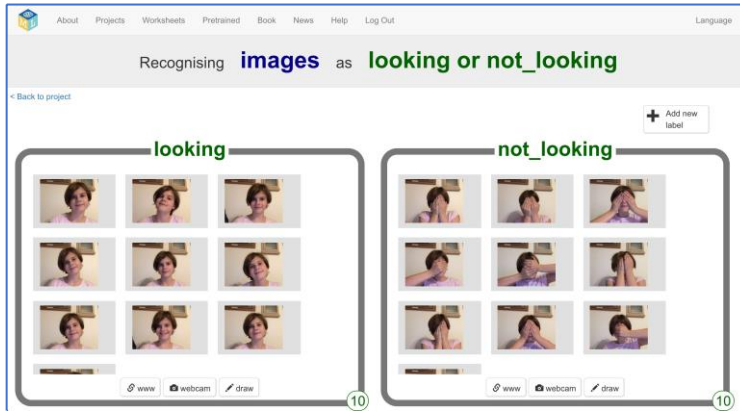 About Projects Worksheets Pretrained Book News Help Log Out Language
Recognising images as looking or not_looking
< Back to project
Add new
label
looking
www webcam draw
10
not_looking
www webcam draw
10